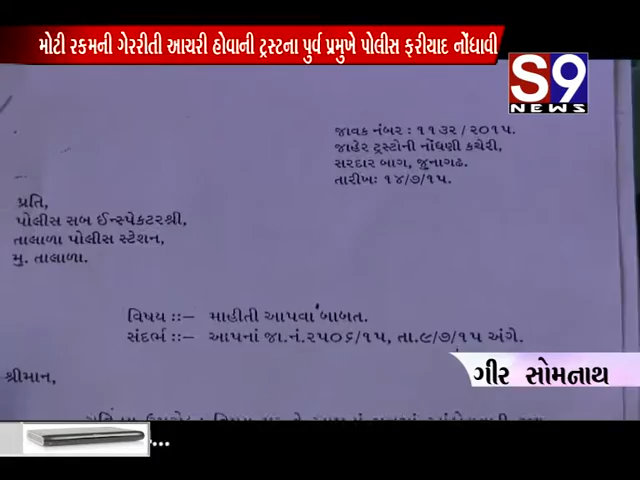 મોટી રકમની ગેરરીતી આચરી હોવાની ટ્રસ્ટના પુર્વ પ્રમુખે પોલીસ ફરીયાદ નોંધાવી
S9
NEWS
જાવક નંબર : ૧૧૩૨ / ૨૦૧૫.
જાહેર ટ્રસ્ટોની નોંધણી કચેરી,
સરદાર બાગ, જુનાગઢ.
તારીખઃ ૧૪/૭/૧૫.
પ્રતિ,
પોલીસ સબ ઈન્સ્પેકટરશ્રી,
તાલાળા પોલીસ સ્ટેશન,
મુ. તાલાળા.
વિષય ::– માહીતી આપવા બાબત.
સંદર્ભ ::– આપનાં જા.નં.૨૫૦૬/૧૫, તા.૯/૭/૧૫ અંગે.
ગીર સોમનાથ
શ્રીમાન,
...